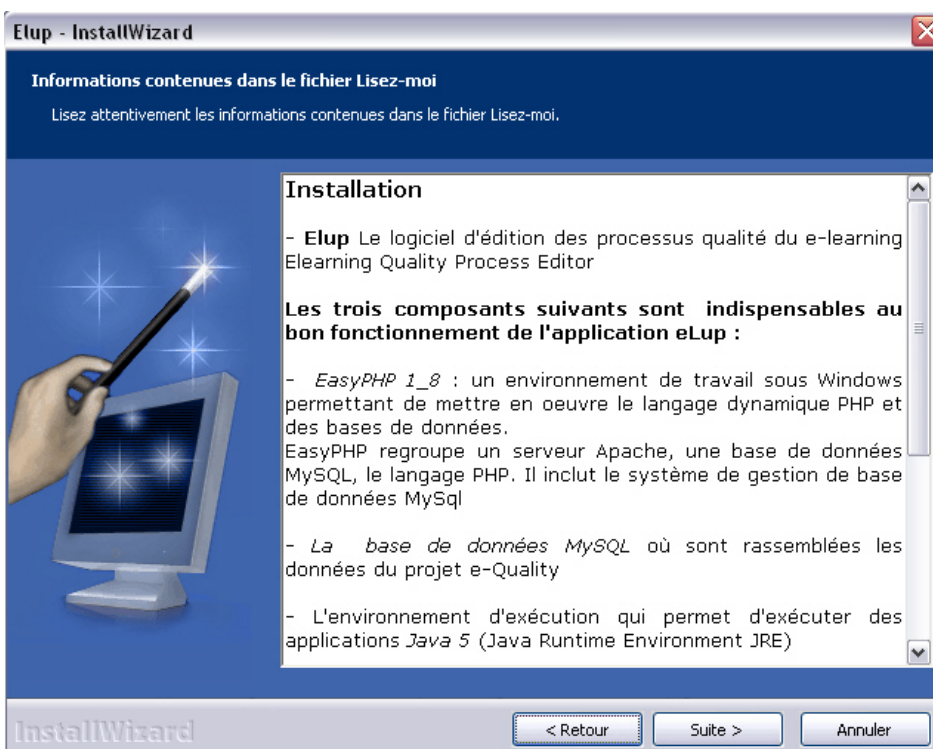 Elup - InstallWizard
Informations contenues dans le fichier Lisez-moi
Lisez attentivement les informations contenues dans le fichier Lisez-moi.
Installation
- Elup Le logiciel d'édition des processus qualité du e-learning
Elearning Quality Process Editor
Les trois composants suivants sont indispensables au
bon fonctionnement de l'application eLup :
- EasyPHP 1_8 : un environnement de travail sous Windows
permettant de mettre en oeuvre le langage dynamique PHP et
des bases de données.
EasyPHP regroupe un serveur Apache, une base de données
MySQL, le langage PHP. Il inclut le système de gestion de base
de données MySql
- La base de données MySQL où sont rassemblées les
données du projet e-Quality
- L'environnement d'exécution qui permet d'exécuter des
applications Java 5 (Java Runtime Environment JRE)
InstallWizard
< Retour
Suite >
Annuler